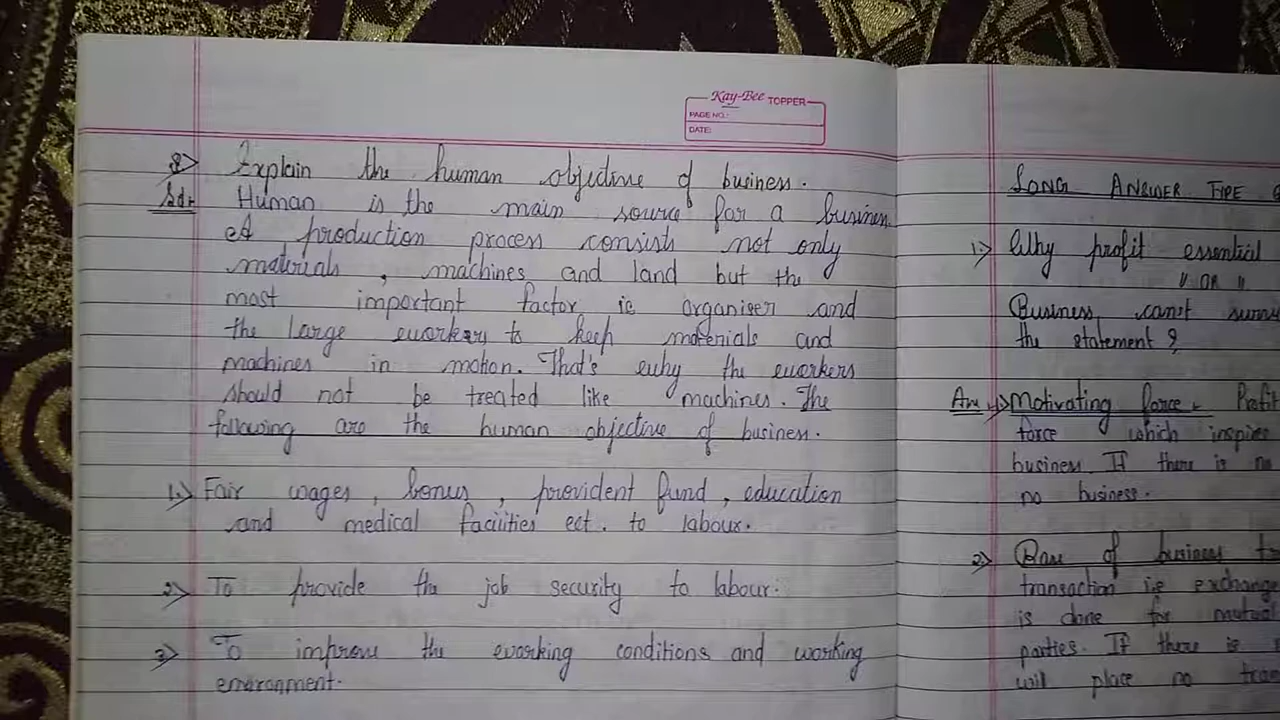 Kay-Bee TOPPER
PAGE NO.:
DATE:
8> Explain the human objective of business.
Sol: Human is the main source for a business.
A production process consists not only
materials, machines and land but the
most important factor is organiser and
the large workers to keep materials and
machines in motion. That's why the workers
should not be treated like machines. The
following are the human objective of business.
1.> Fair wages, bonus, provident fund, education
and medical facilities ect. to labour.
2.> To provide the job security to labour.
3> To improve the working conditions and working
environment.
LONG ANSWER TYPE
1.> Why profit essential
" OR "
Business can't
the statement?
Ans 1> Motivating force - Profit
force which inspires
business. If there is no
no business.
2> Base of business
transaction i.e exchange
is done for mutual
parties. If there is
will place no